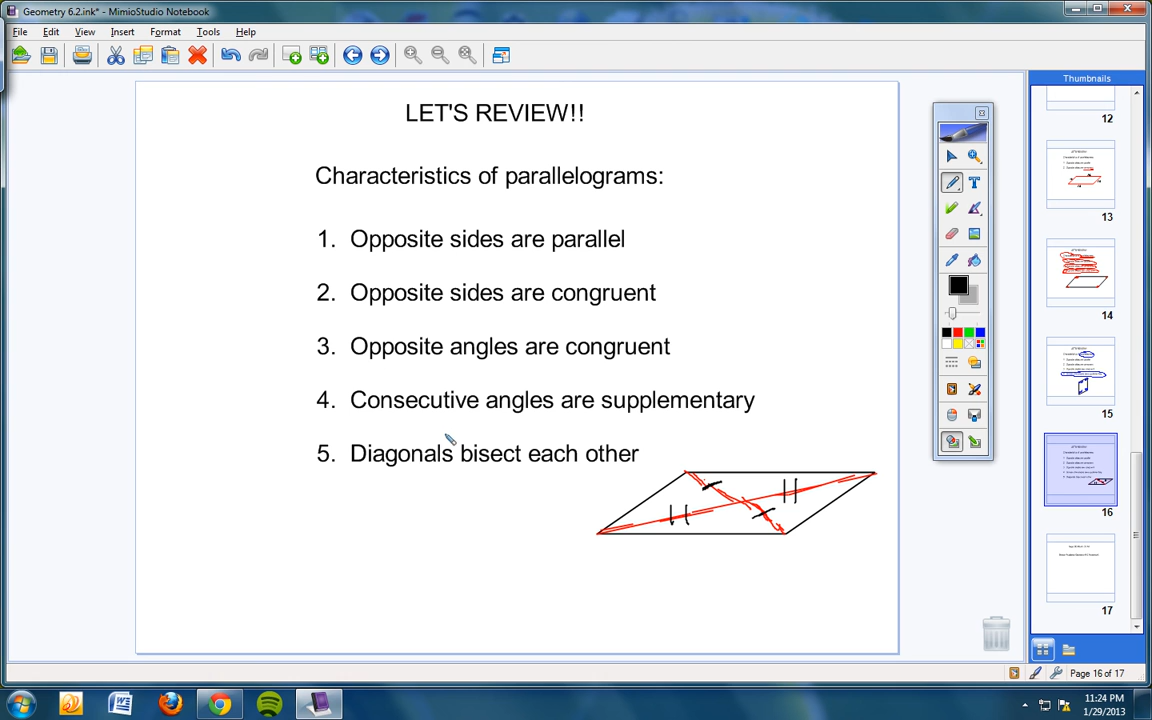 Geometry 6.2.ink* - MimioStudio Notebook
File Edit View Insert Format Tools Help
Thumbnails
LET'S REVIEW!!
Characteristics of parallelograms:
1. Opposite sides are parallel
2. Opposite sides are congruent
3. Opposite angles are congruent
4. Consecutive angles are supplementary
5. Diagonals bisect each other
12
13
14
15
16
17
Page 16 of 17
11:24 PM
1/29/2013